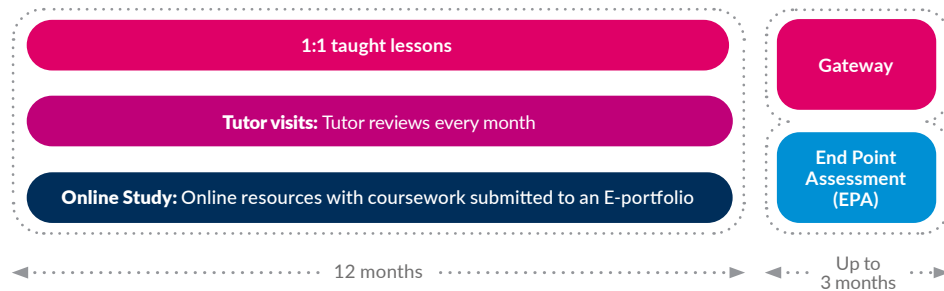 1:1 taught lessons
Tutor visits: Tutor reviews every month
Online Study: Online resources with coursework submitted to an E-portfolio
12 months
Gateway
End Point
Assessment
(EPA)
Up to
3 months